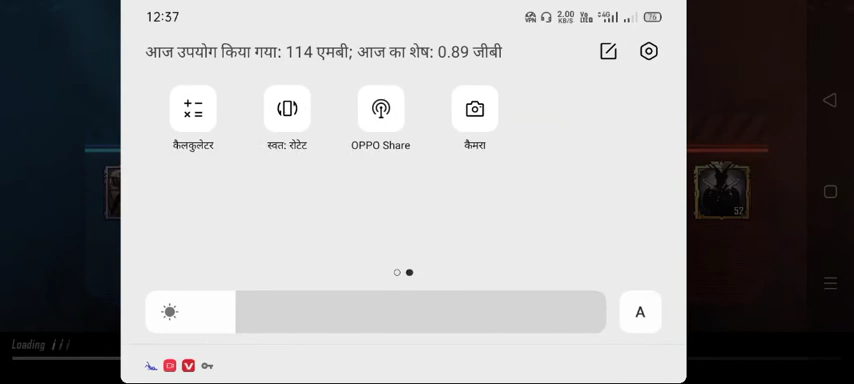 12:37
VPN 2.00 KB/S Vo LTE 4G 76
आज उपयोग किया गया: 114 एमबी; आज का शेष: 0.89 जीबी
कैलकुलेटर स्वत: रोटेट OPPO Share कैमरा
52
A
Loading